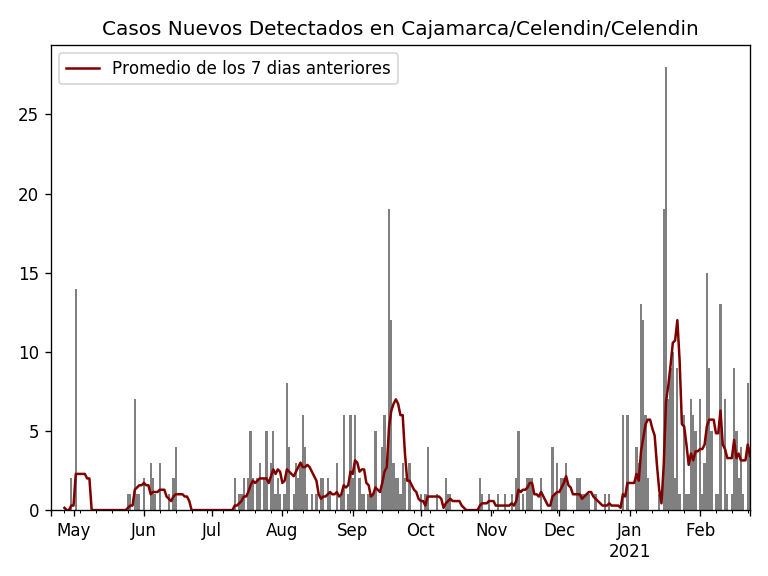 Casos Nuevos Detectados en Cajamarca/Celendin/Celendin
Promedio de los 7 dias anteriores
25
20
15
10
5
0
May Jun Jul Aug Sep Oct Nov Dec Jan Feb
2021